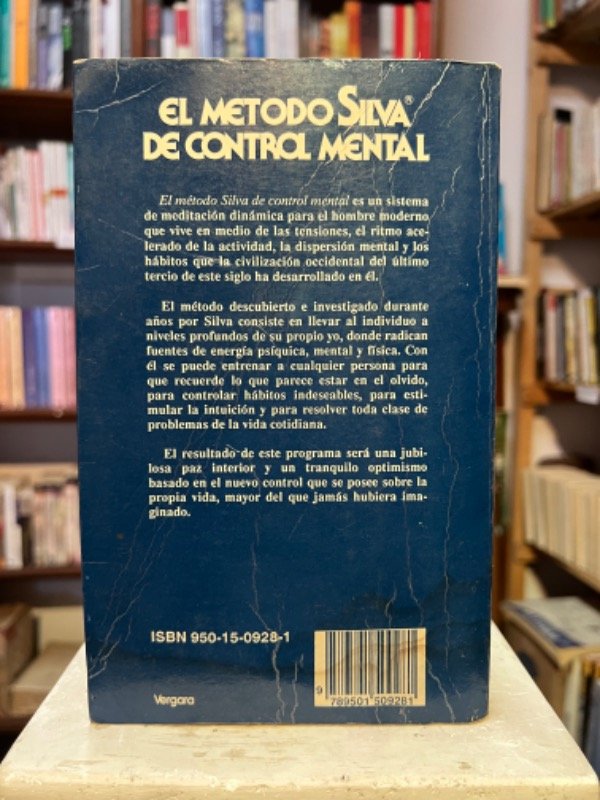 EL METODO SILVA®
DE CONTROL MENTAL
El método Silva de control mental es un sistema
de meditación dinámica para el hombre moderno
que vive en medio de las tensiones, el ritmo ace-
lerado de la actividad, la dispersión mental y los
hábitos que la civilización occidental del último
tercio de este siglo ha desarrollado en él.
El método descubierto e investigado durante
años por Silva consiste en llevar al individuo a
niveles profundos de su propio yo, donde radican
fuentes de energía psíquica, mental y física. Con
él se puede entrenar a cualquier persona para
que recuerde lo que parece estar en el olvido,
para controlar hábitos indeseables, para esti-
mular la intuición y para resolver toda clase de
problemas de la vida cotidiana.
El resultado de este programa será una jubi-
losa paz interior y un tranquilo optimismo
basado en el nuevo control que se posee sobre la
propia vida, mayor del que jamás hubiera ima-
ginado.
ISBN 950-15-0928-1
Vergara
9 789501 509281